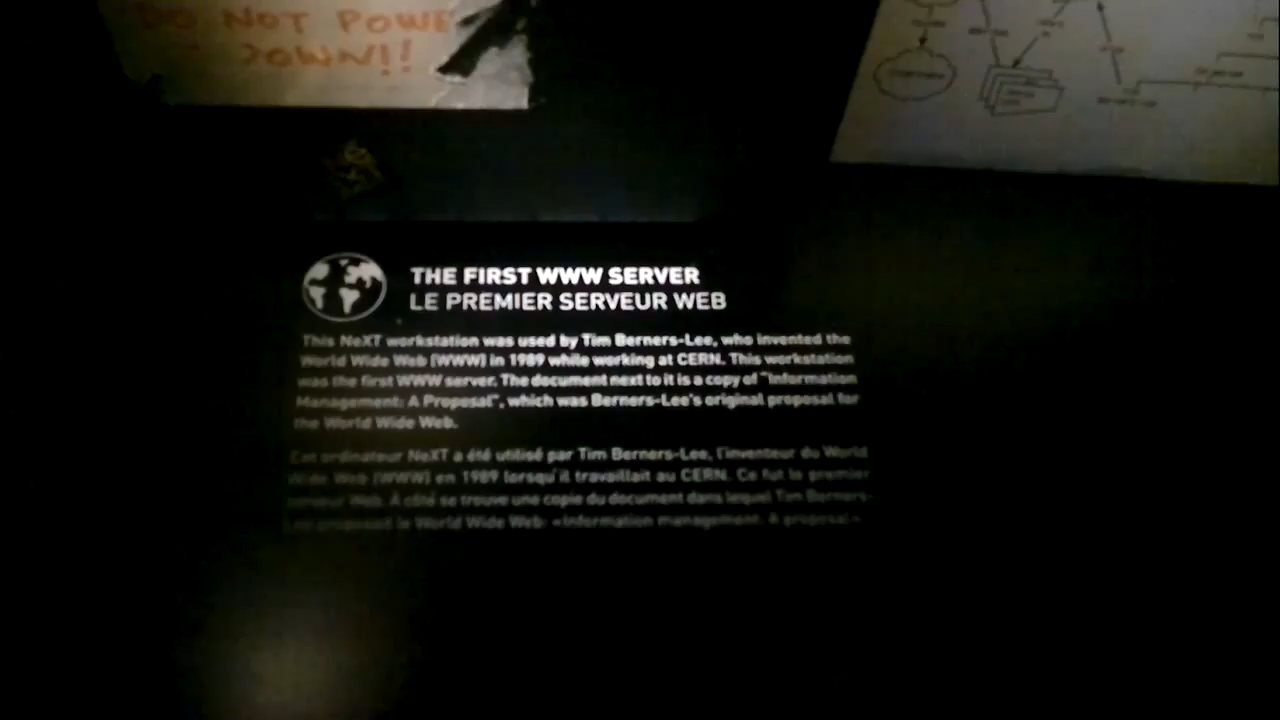 DO NOT POWE
DOWN!!
THE FIRST WWW SERVER
LE PREMIER SERVEUR WEB
This NeXT workstation was used by Tim Berners-Lee, who invented the
World Wide Web (WWW) in 1989 while working at CERN. This workstation
was the first WWW server. The document next to it is a copy of "Information
Management: A Proposal", which was Berners-Lee's original proposal for
the World Wide Web.
Cet ordinateur NeXT a été utilisé par Tim Berners-Lee, l'inventeur du World
Wide Web (WWW) en 1989 lorsqu'il travaillait au CERN. Ce fut le premier
serveur Web. A côté se trouve une copie du document dans lequel Tim Berners-
Lee proposait le World Wide Web: «Information management: A proposal»